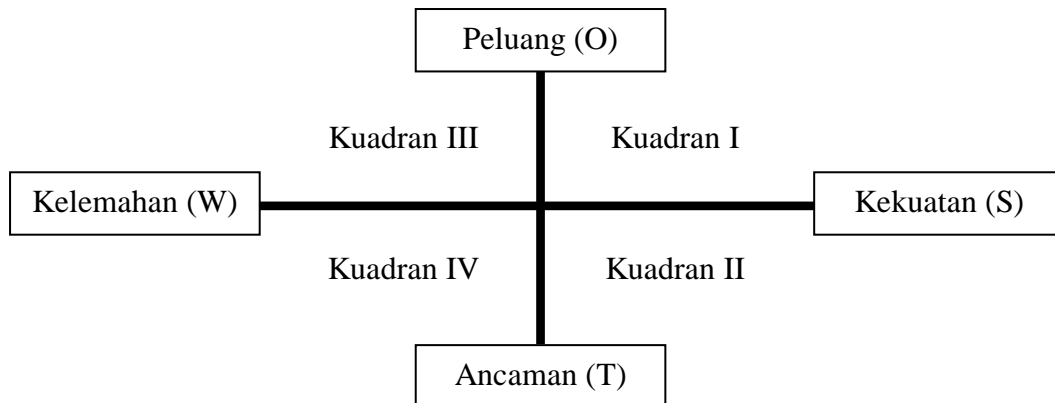 Peluang (O)
Kuadran III
Kuadran I
Kelemahan (W)
Kekuatan (S)
Kuadran IV
Kuadran II
Ancaman (T)